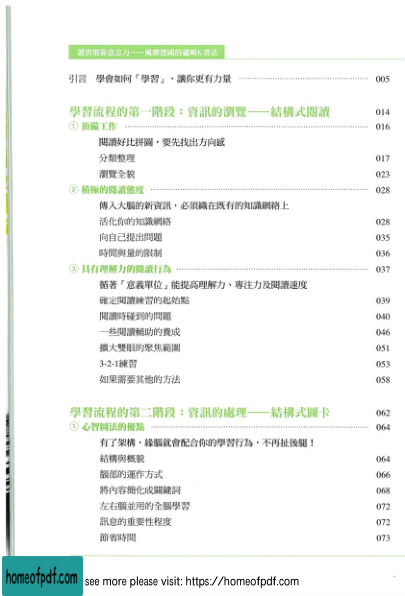 讀書別靠意志力——風靡德國的邏輯K書法
引言 學會如何「學習」，讓你更有力量 005
學習流程的第一階段：資訊的瀏覽——結構式閱讀 014
① 預備工作 016
閱讀好比拼圖，要先找出方向感
分類整理 017
瀏覽全貌 023
② 積極的閱讀態度 028
傳入大腦的新資訊，必須織在既有的知識網絡上
活化你的知識網絡 028
向自己提出問題 035
時間與量的限制 036
③ 具有理解力的閱讀行為 037
循著「意義單位」能提高理解力、專注力及閱讀速度
確定閱讀練習的起始點 039
閱讀時碰到的問題 040
一些閱讀輔助的養成 046
擴大雙眼的聚焦範圍 051
3-2-1練習 053
如果需要其他的方法 058
學習流程的第二階段：資訊的處理——結構式圖卡 062
① 心智圖法的優點 064
有了架構，緣腦就會配合你的學習行為，不再扯後腿！
結構與概貌 064
腦部的運作方式 066
將內容簡化成關鍵詞 068
左右腦並用的全腦學習 072
訊息的重要性程度 072
節省時間 073
homeofpdf.com see more please visit: https://homeofpdf.com